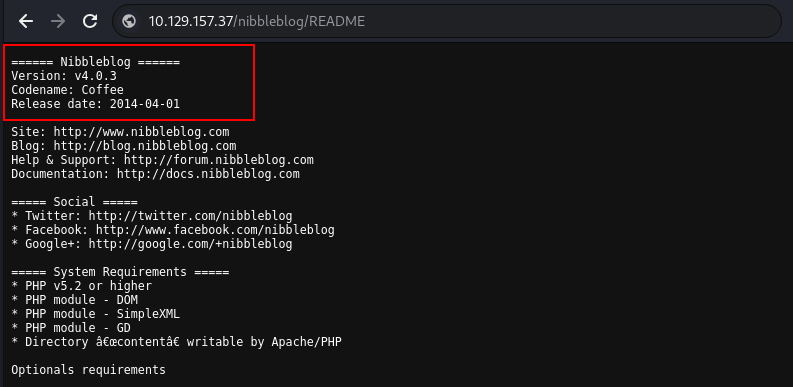 10.129.157.37/nibbleblog/README
====== Nibbleblog ======
Version: v4.0.3
Codename: Coffee
Release date: 2014-04-01
Site: http://www.nibbleblog.com
Blog: http://blog.nibbleblog.com
Help & Support: http://forum.nibbleblog.com
Documentation: http://docs.nibbleblog.com
===== Social =====
* Twitter: http://twitter.com/nibbleblog
* Facebook: http://www.facebook.com/nibbleblog
* Google+: http://google.com/+nibbleblog
===== System Requirements =====
* PHP v5.2 or higher
* PHP module - DOM
* PHP module - SimpleXML
* PHP module - GD
* Directory â€œcontentâ€ writable by Apache/PHP
Optionals requirements